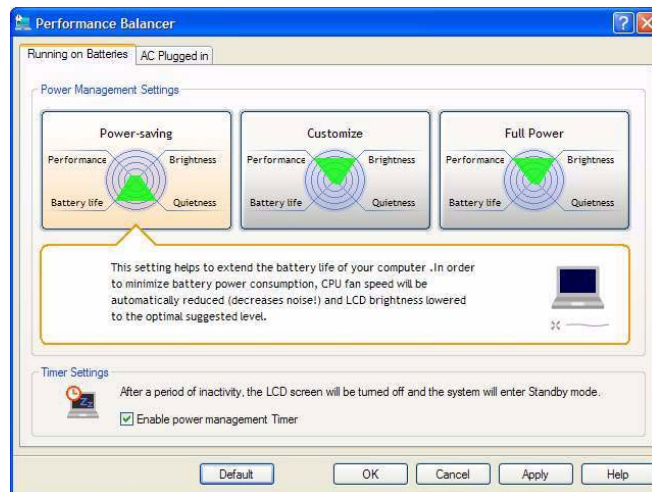 Performance Balancer
Running on Batteries
AC Plugged in
Power Management Settings
Power-saving
Performance
Brightness
Battery life
Quietness
Customize
Performance
Brightness
Battery life
Quietness
Full Power
Performance
Brightness
Battery life
Quietness
This setting helps to extend the battery life of your computer .In order
to minimize battery power consumption, CPU fan speed will be
automatically reduced (decreases noise!) and LCD brightness lowered
to the optimal suggested level.
Timer Settings
After a period of inactivity, the LCD screen will be turned off and the system will enter Standby mode.
Enable power management Timer
Default
OK
Cancel
Apply
Help